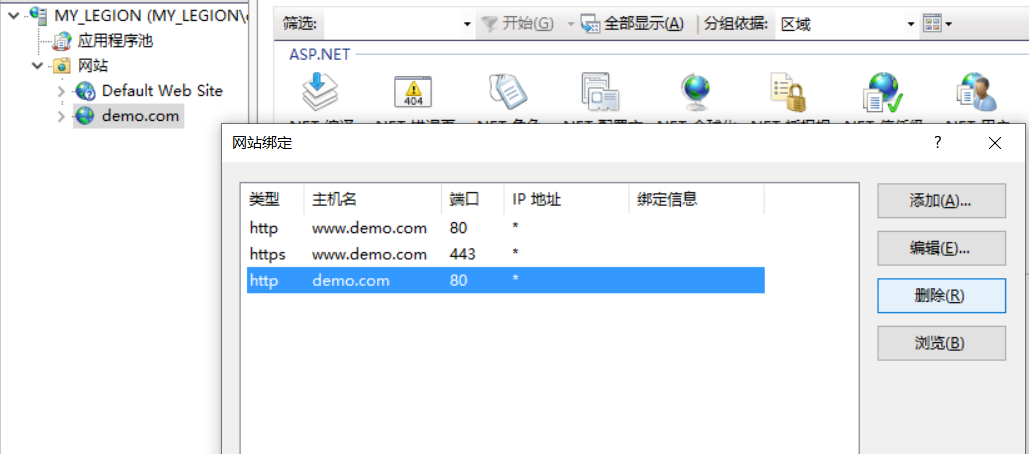 MY_LEGION (MY_LEGION\
应用程序池
网站
Default Web Site
demo.com
筛选: 开始(G) 全部显示(A) 分组依据: 区域
ASP.NET
404
网站绑定 ?
类型 主机名 端口 IP 地址 绑定信息
http www.demo.com 80 *
https www.demo.com 443 *
http demo.com 80 *
添加(A)...
编辑(E)...
删除(R)
浏览(B)